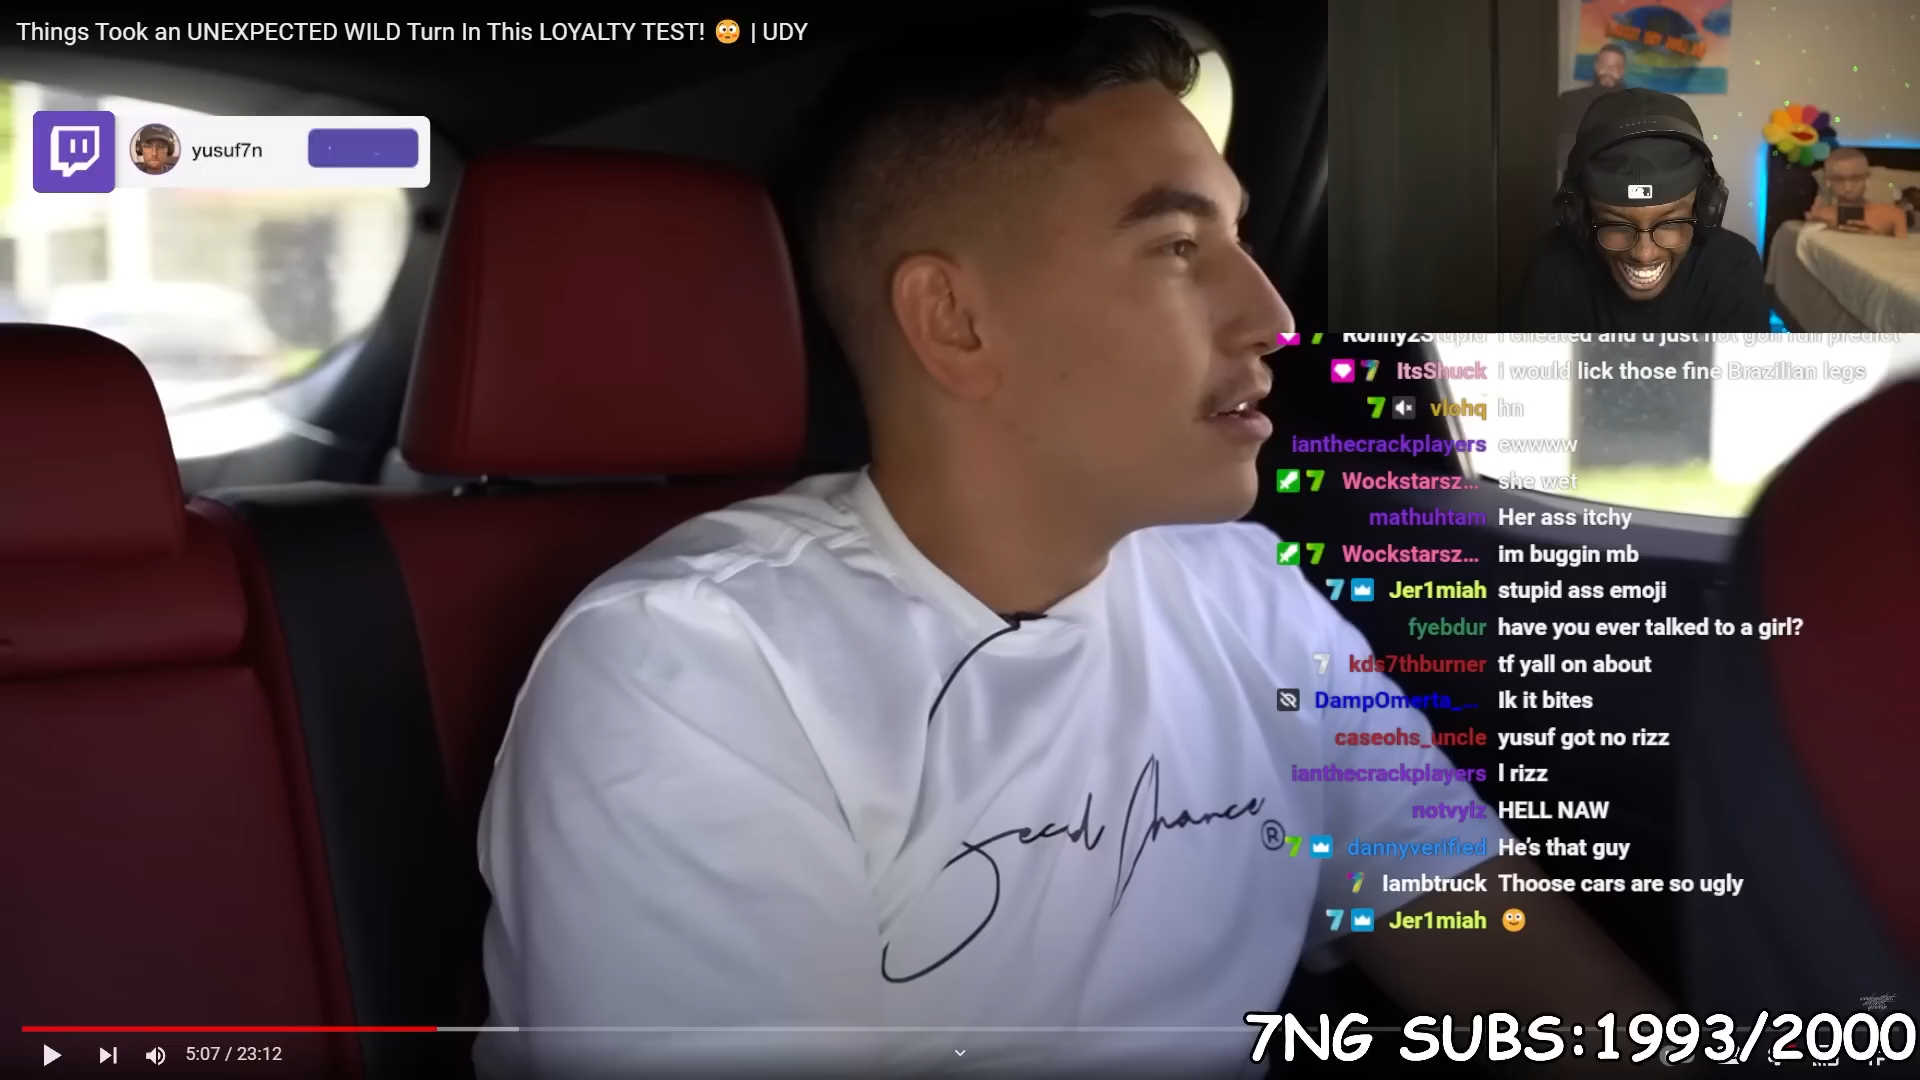 Things Took an UNEXPECTED WILD Turn In This LOYALTY TEST! 😳 | UDY
yusuf7n
ItsShuck i would lick those fine Brazilian legs
vlohq hn
ianthecrackplayers ewwww
Wockstarsz... she wet
mathuhtam Her ass itchy
Wockstarsz... im buggin mb
Jer1miah stupid ass emoji
fyebdur have you ever talked to a girl?
kds7thburner tf yall on about
DampOmerta_... Ik it bites
caseohs_uncle yusuf got no rizz
ianthecrackplayers I rizz
notvylz HELL NAW
dannyverified He's that guy
Iambtruck Thoose cars are so ugly
Jer1miah 🙂
Second Chance ®
7NG SUBS:1993/2000
5:07 / 23:12